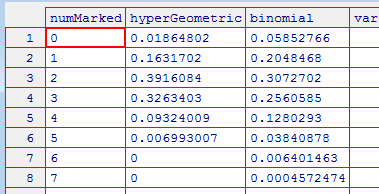 numMarked hyperGeometric binomial var
1 0 0.01864802 0.05852766
2 1 0.1631702 0.2048468
3 2 0.3916084 0.3072702
4 3 0.3263403 0.2560585
5 4 0.09324009 0.1280293
6 5 0.006993007 0.03840878
7 6 0 0.006401463
8 7 0 0.0004572474